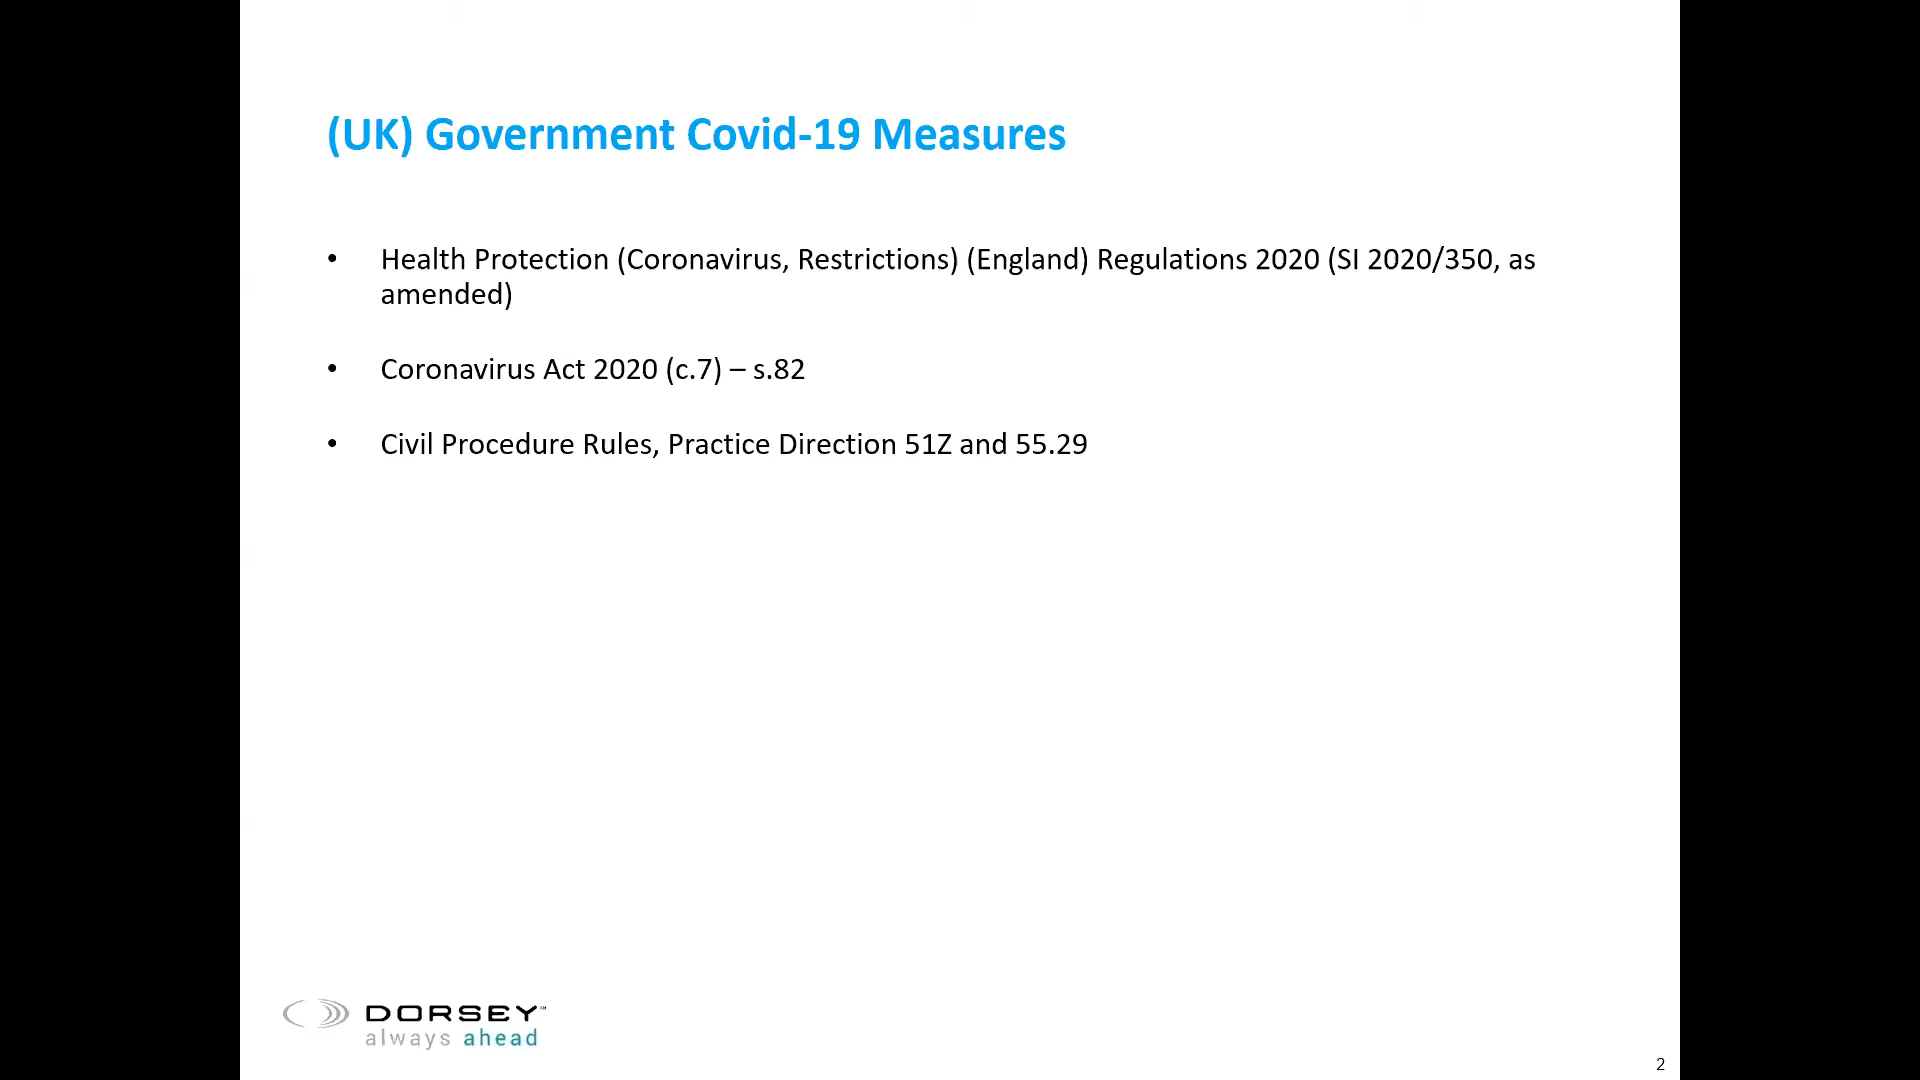 (UK) Government Covid-19 Measures
• Health Protection (Coronavirus, Restrictions) (England) Regulations 2020 (SI 2020/350, as
amended)
• Coronavirus Act 2020 (c.7) – s.82
• Civil Procedure Rules, Practice Direction 51Z and 55.29
DORSEY™
always ahead
2